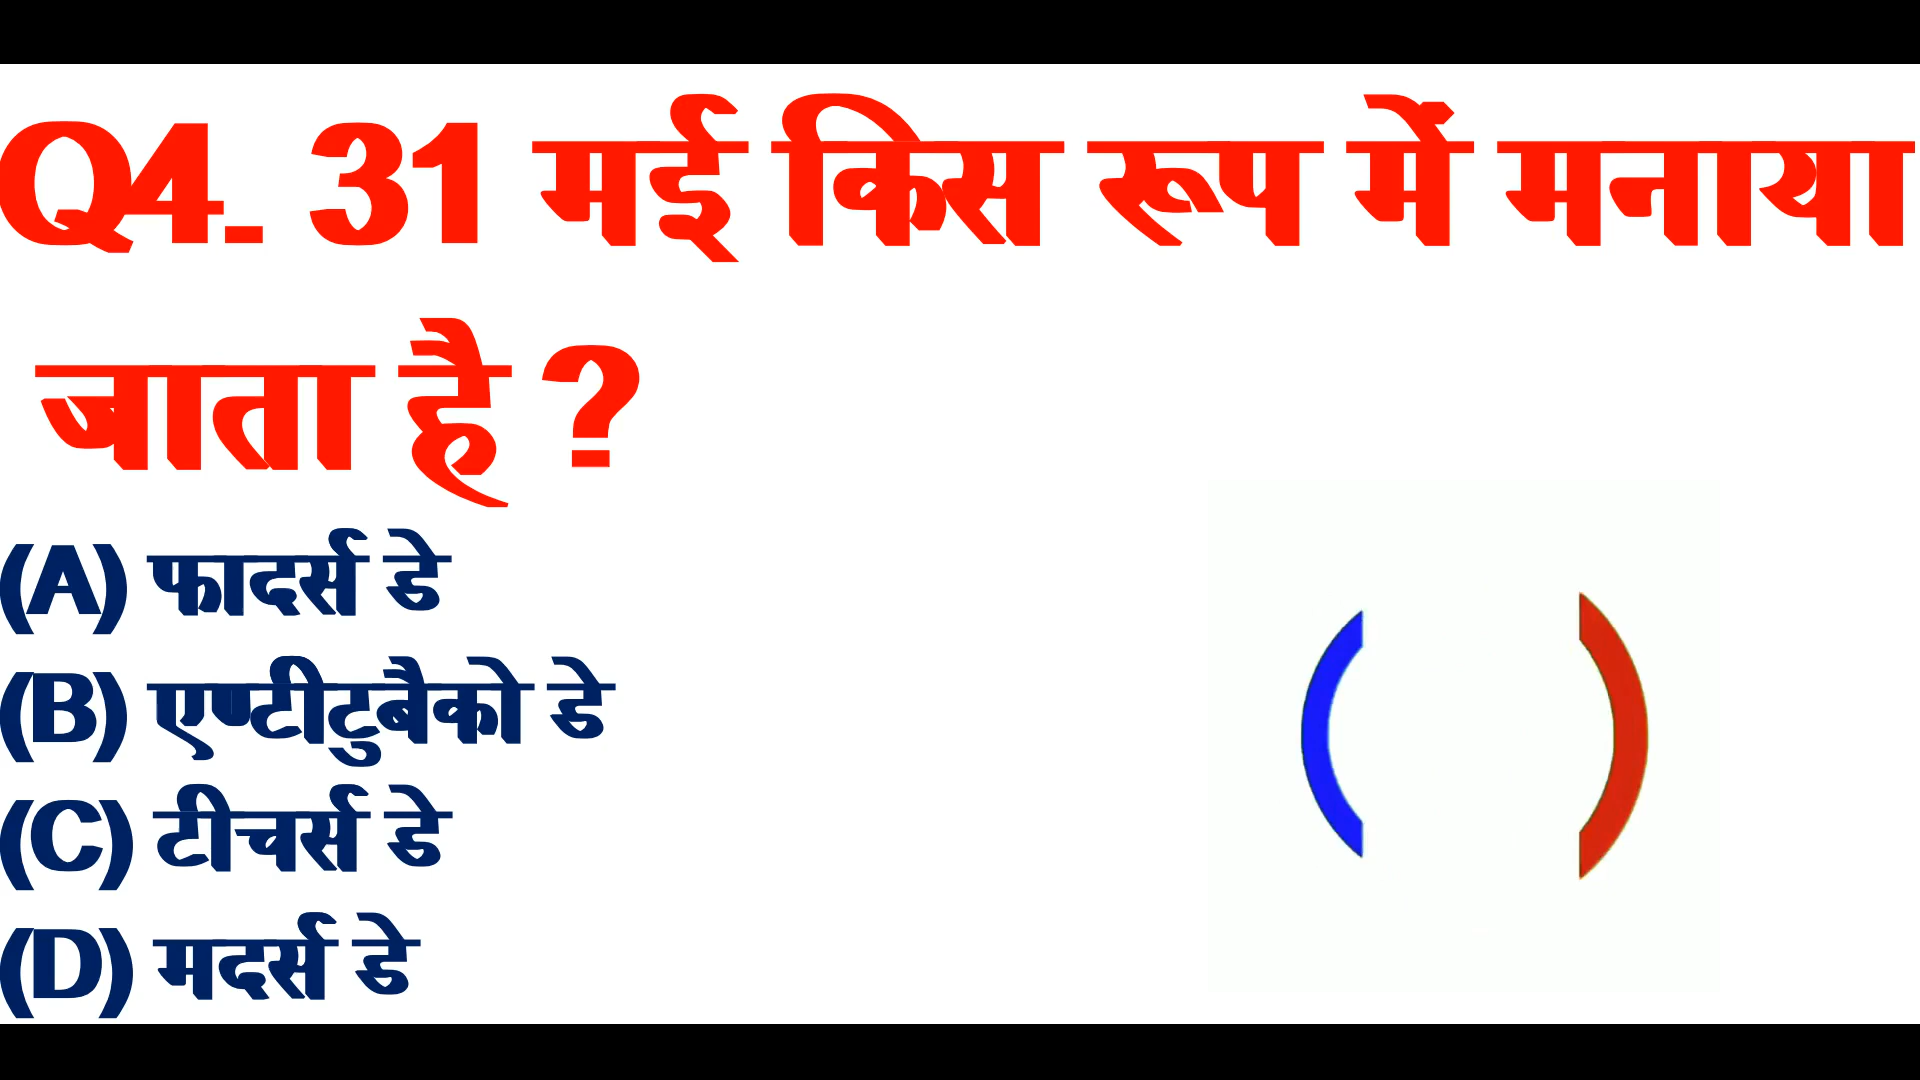 Q4. 31 मई किस रूप में मनाया
जाता है ?
(A) फादर्स डे
(B) एण्टीटुबैको डे
(C) टीचर्स डे
(D) मदर्स डे